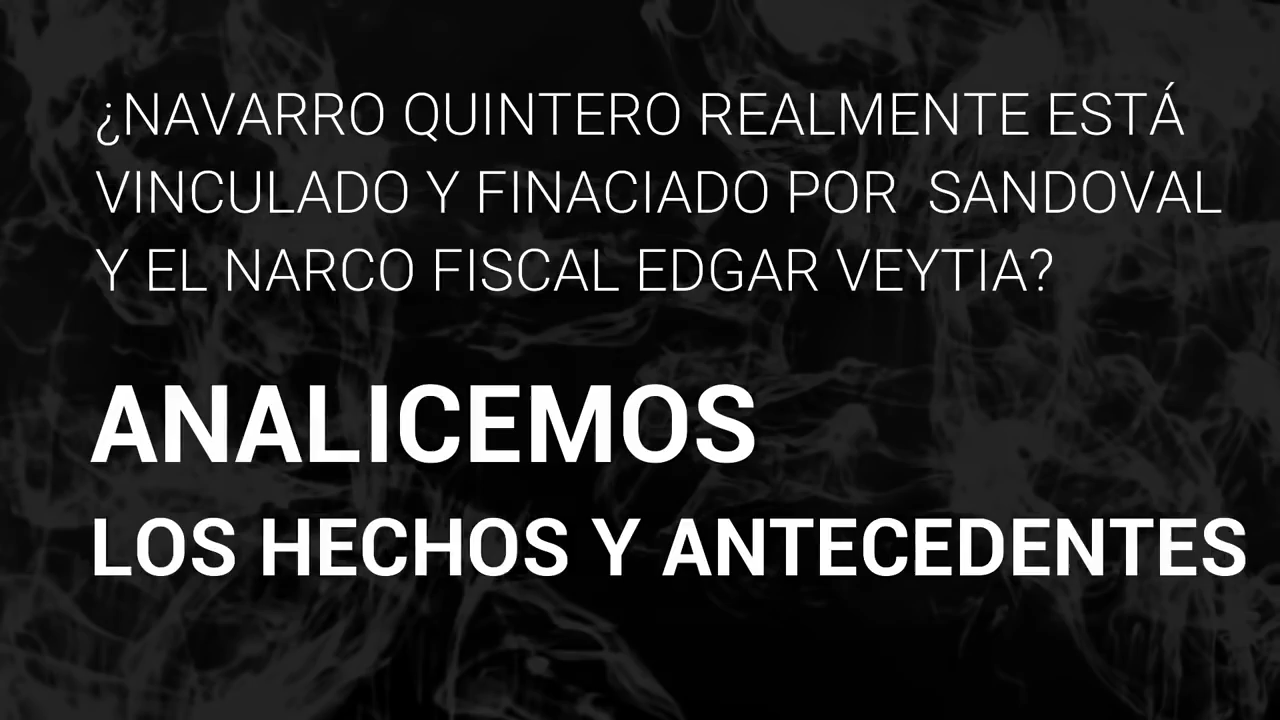 ¿NAVARRO QUINTERO REALMENTE ESTÁ
VINCULADO Y FINACIADO POR  SANDOVAL
Y EL NARCO FISCAL EDGAR VEYTIA?
ANALICEMOS
LOS HECHOS Y ANTECEDENTES